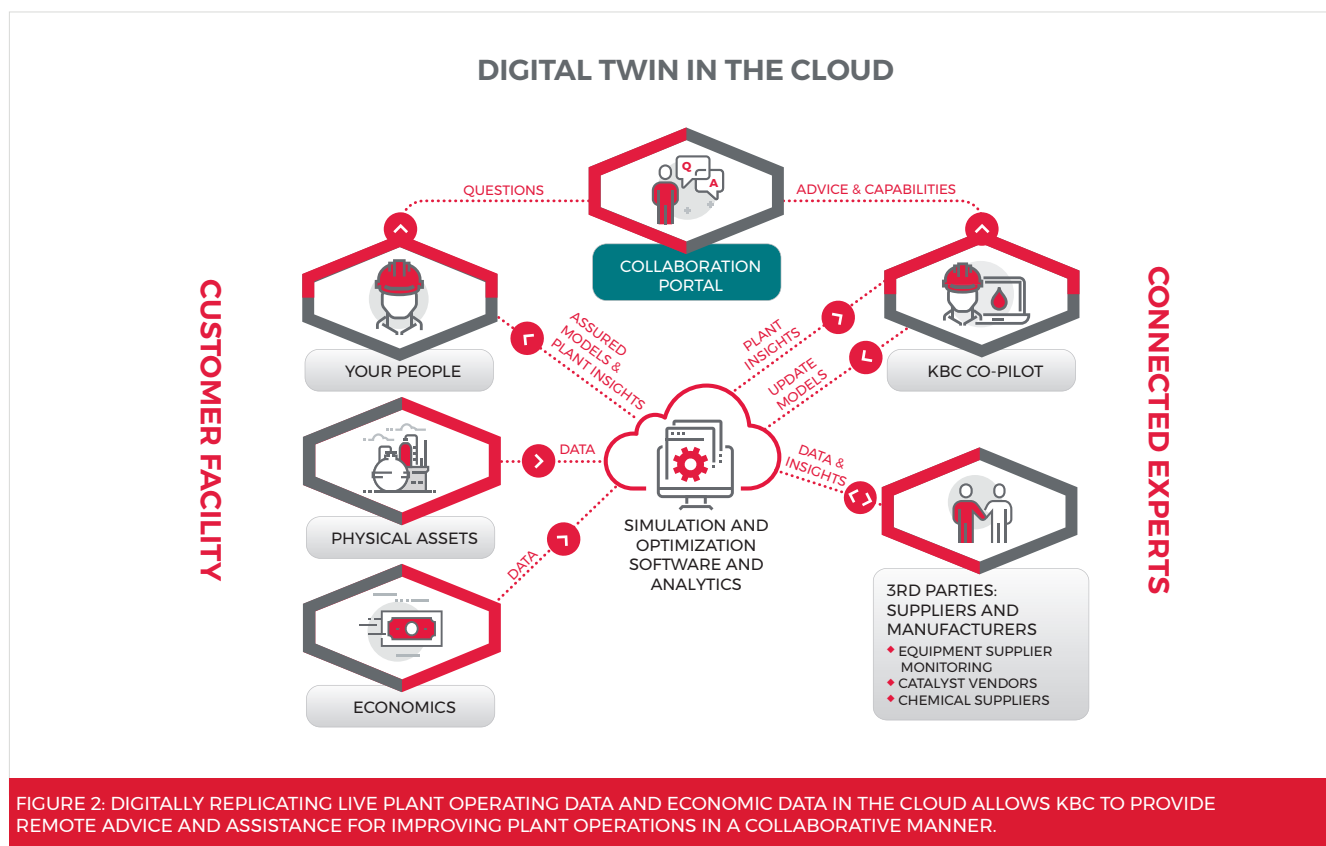 DIGITAL TWIN IN THE CLOUD
QUESTIONS
Q
A
ADVICE & CAPABILITIES
COLLABORATION
PORTAL
CUSTOMER FACILITY
YOUR PEOPLE
ASSURED
MODELS &
PLANT INSIGHTS
PLANT
INSIGHTS
UPDATE
MODELS
KBC CO-PILOT
CONNECTED EXPERTS
PHYSICAL ASSETS
DATA
DATA &
INSIGHTS
SIMULATION AND
OPTIMIZATION
SOFTWARE AND
ANALYTICS
DATA
ECONOMICS
3RD PARTIES:
SUPPLIERS AND
MANUFACTURERS
EQUIPMENT SUPPLIER
MONITORING
CATALYST VENDORS
CHEMICAL SUPPLIERS
FIGURE 2: DIGITALLY REPLICATING LIVE PLANT OPERATING DATA AND ECONOMIC DATA IN THE CLOUD ALLOWS KBC TO PROVIDE
REMOTE ADVICE AND ASSISTANCE FOR IMPROVING PLANT OPERATIONS IN A COLLABORATIVE MANNER.